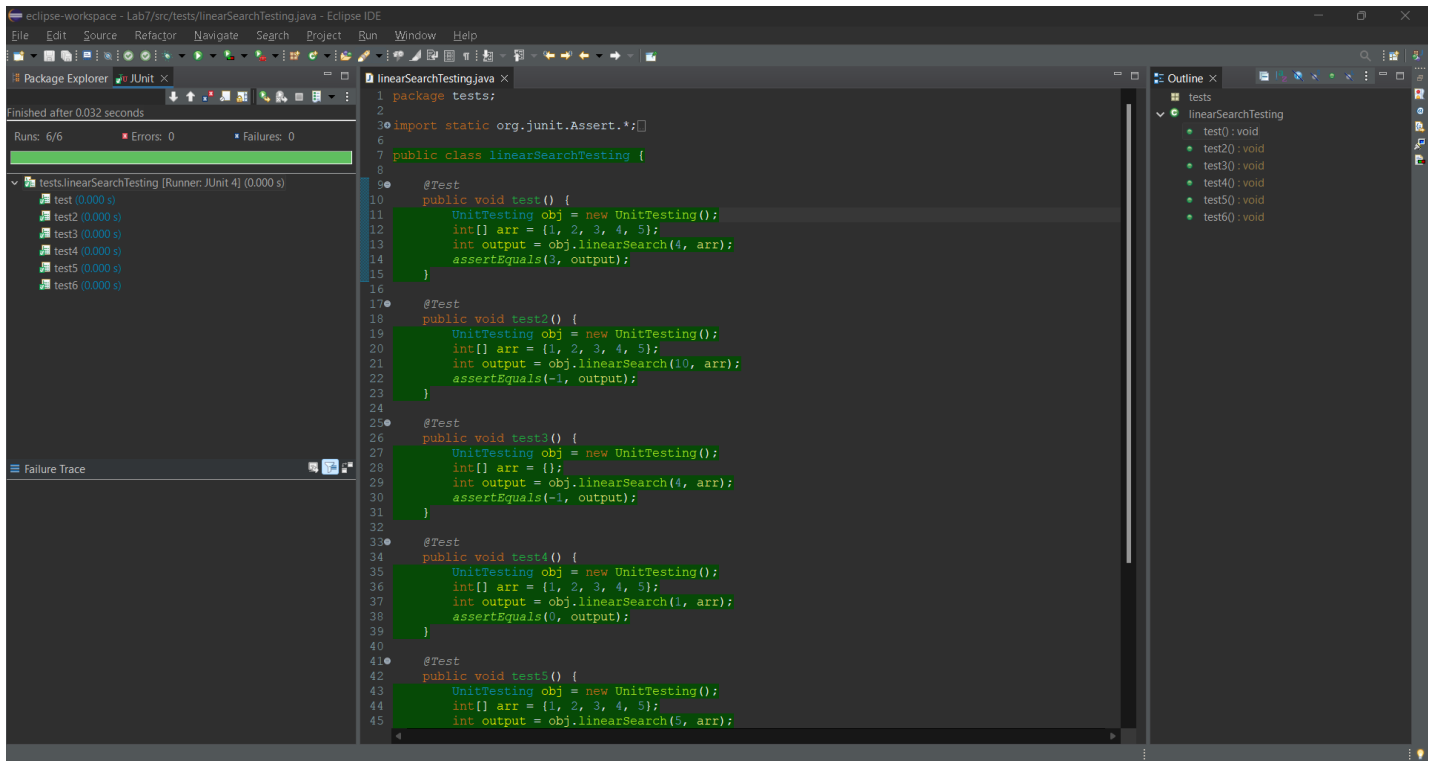 eclipse-workspace - Lab7/src/tests/linearSearchTesting.java - Eclipse IDE
File Edit Source Refactor Navigate Search Project Run Window Help
Package Explorer JUnit
Finished after 0.032 seconds
Runs: 6/6 Errors: 0 Failures: 0
tests.linearSearchTesting [Runner: JUnit 4] (0.000 s)
test (0.000 s)
test2 (0.000 s)
test3 (0.000 s)
test4 (0.000 s)
test5 (0.000 s)
test6 (0.000 s)
Failure Trace
linearSearchTesting.java
1 package tests;
2
3 import static org.junit.Assert.*;
6
7 public class linearSearchTesting {
8
9 @Test
10 public void test() {
11 UnitTesting obj = new UnitTesting();
12 int[] arr = {1, 2, 3, 4, 5};
13 int output = obj.linearSearch(4, arr);
14 assertEquals(3, output);
15 }
16
17 @Test
18 public void test2() {
19 UnitTesting obj = new UnitTesting();
20 int[] arr = {1, 2, 3, 4, 5};
21 int output = obj.linearSearch(10, arr);
22 assertEquals(-1, output);
23 }
24
25 @Test
26 public void test3() {
27 UnitTesting obj = new UnitTesting();
28 int[] arr = {};
29 int output = obj.linearSearch(4, arr);
30 assertEquals(-1, output);
31 }
32
33 @Test
34 public void test4() {
35 UnitTesting obj = new UnitTesting();
36 int[] arr = {1, 2, 3, 4, 5};
37 int output = obj.linearSearch(1, arr);
38 assertEquals(0, output);
39 }
40
41 @Test
42 public void test5() {
43 UnitTesting obj = new UnitTesting();
44 int[] arr = {1, 2, 3, 4, 5};
45 int output = obj.linearSearch(5, arr);
Outline
tests
linearSearchTesting
test() : void
test2() : void
test3() : void
test4() : void
test5() : void
test6() : void